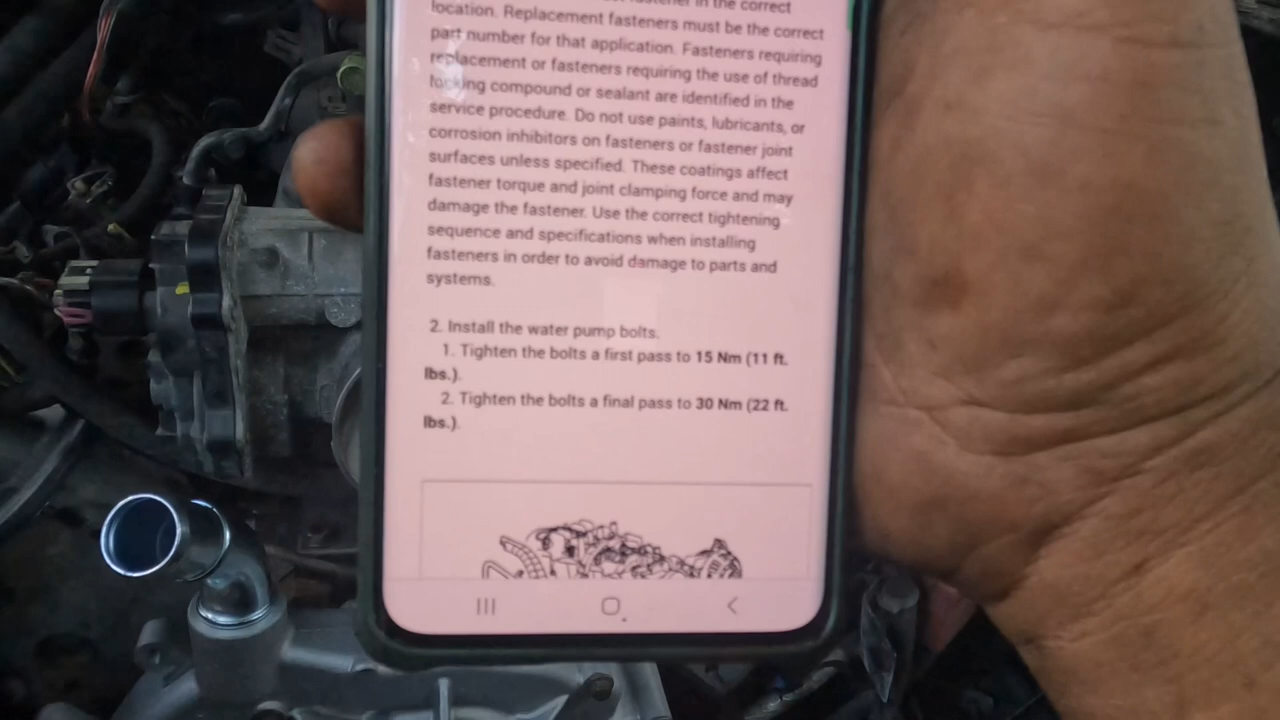 fastener in the correct
location. Replacement fasteners must be the correct
part number for that application. Fasteners requiring
replacement or fasteners requiring the use of thread
locking compound or sealant are identified in the
service procedure. Do not use paints, lubricants, or
corrosion inhibitors on fasteners or fastener joint
surfaces unless specified. These coatings affect
fastener torque and joint clamping force and may
damage the fastener. Use the correct tightening
sequence and specifications when installing
fasteners in order to avoid damage to parts and
systems.
2. Install the water pump bolts.
1. Tighten the bolts a first pass to 15 Nm (11 ft.
lbs.).
2. Tighten the bolts a final pass to 30 Nm (22 ft.
lbs.).